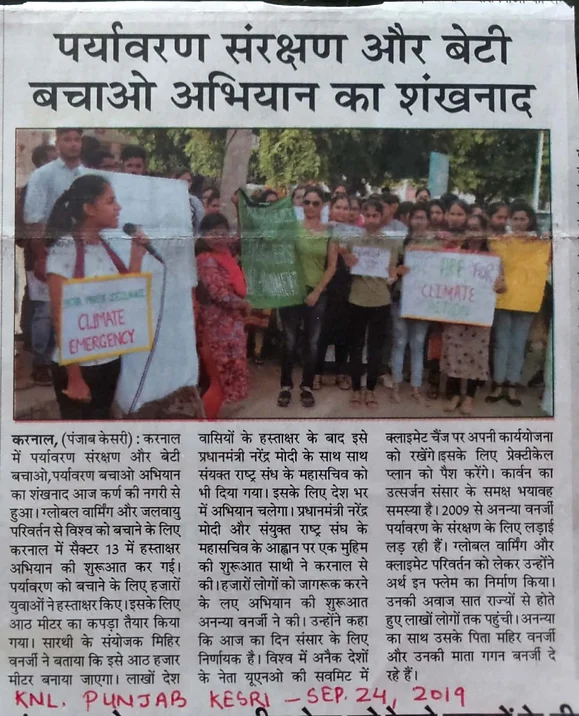 पर्यावरण संरक्षण और बेटी
बचाओ अभियान का शंखनाद
CLIMATE
EMERGENCY
FOR
CLIMATE
ACTION
करनाल, (पंजाब केसरी) : करनाल
में पर्यावरण संरक्षण और बेटी
बचाओ,पर्यावरण बचाओ अभियान
का शंखनाद आज कर्ण की नगरी से
हुआ। ग्लोबल वार्मिंग और जलवायु
परिवर्तन से विश्व को बचाने के लिए
करनाल में सैक्टर 13 में हस्ताक्षर
अभियान की शुरूआत कर गई।
पर्यावरण को बचाने के लिए हजारों
युवाओं ने हस्ताक्षर किए।इसके लिए
आठ मीटर का कपड़ा तैयार किया
गया। सारथी के संयोजक मिहिर
वनर्जी ने बताया कि इसे आठ हजार
मीटर बनाया जाएगा। लाखों देश
वासियों के हस्ताक्षर के बाद इसे
प्रधानमंत्री नरेंद्र मोदी के साथ साथ
संयक्त राष्ट्र संध के महासचिव को
भी दिया गया। इसके लिए देश भर
में अभियान चलेगा। प्रधानमंत्री नरेंद्र
मोदी और संयुक्त राष्ट्र संघ के
महासचिव के आह्वान पर एक मुहिम
की शुरूआत साथी ने करनाल से
की।हजारों लोगों को जागरूक करने
के लए अभियान की शुरूआत
अनन्या वनर्जी ने की। उन्होंने कहा
कि आज का दिन संसार के लिए
निर्णायक है। विश्व में अनेक देशों
के नेता यूएनओ की सवमिट में
क्लाइमेट चैंज पर अपनी कार्ययोजना
को रखेंगे।इसके लिए प्रेक्टीकेल
प्लान को पैश करेंगे। कार्वन का
उत्सर्जन संसार के समक्ष भयावह
समस्या है। 2009 से अनन्या वनर्जी
पर्यावरण के संरक्षण के लिए लड़ाई
लड़ रही हैं। ग्लोबल वार्मिंग और
क्लाइमेट परिवर्तन को लेकर उन्होंने
अर्थ इन फ्लेम का निर्माण किया।
उनकी अवाज सात राज्यों से होते
हुए लाखों लोगों तक पहुंची। अनन्या
का साथ उसके पिता महिर वनर्जी
और उनकी माता गगन बनर्जी दे
रहे हैं।
KNL. PUNJAB KESRI - SEP. 24, 2019